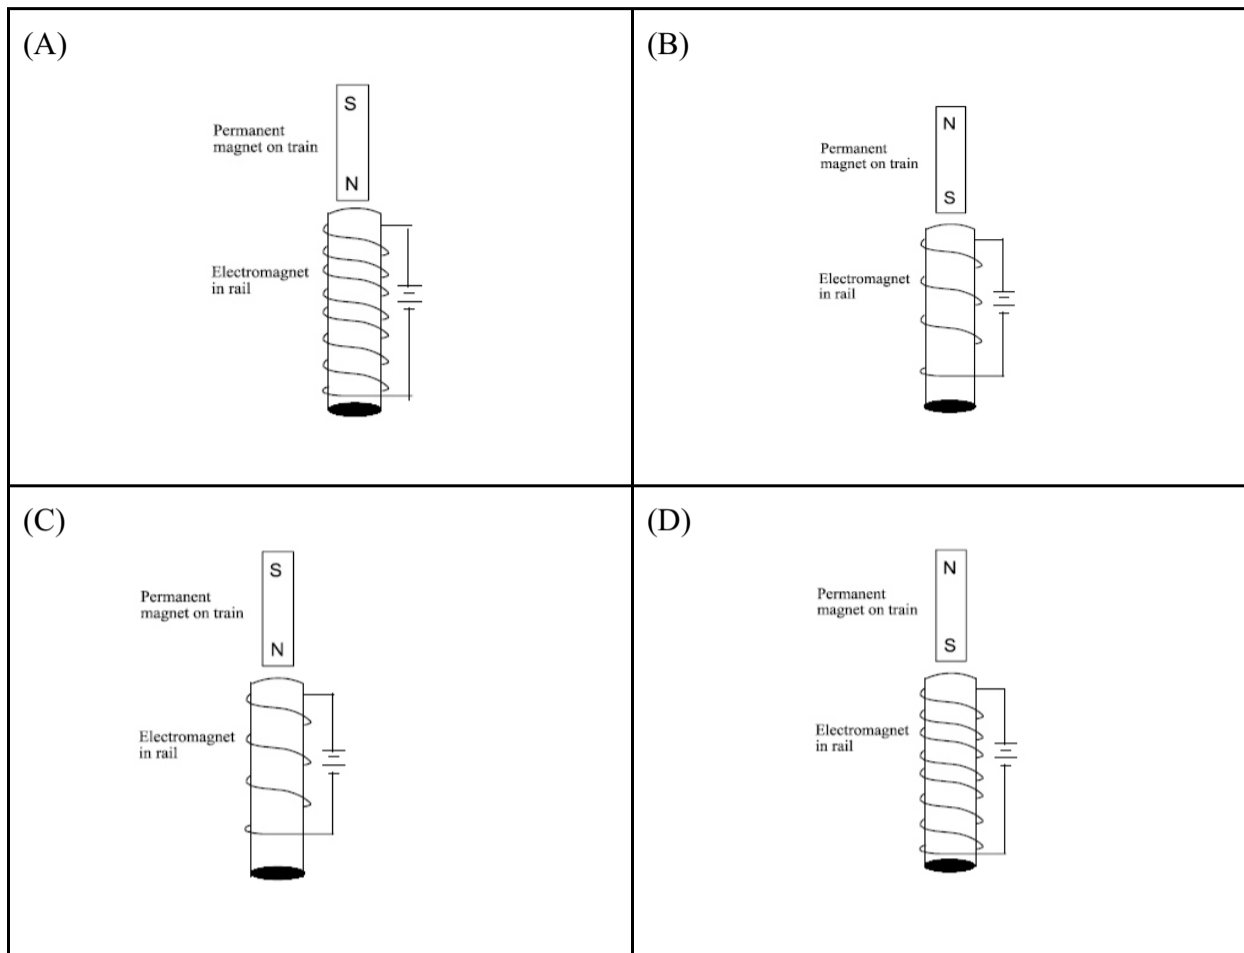 (A)
S
Permanent
magnet on train
N
Electromagnet
in rail
(B)
N
Permanent
magnet on train
S
Electromagnet
in rail
(C)
S
Permanent
magnet on train
N
Electromagnet
in rail
(D)
N
Permanent
magnet on train
S
Electromagnet
in rail